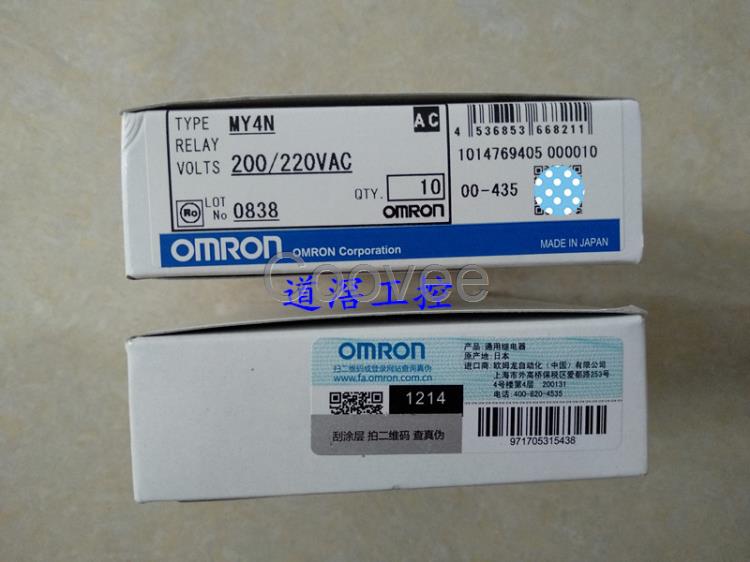 TYPE MY4N AC
RELAY
VOLTS 200/220VAC
QTY. 10
Ro LOT No 0838 OMRON
4 536853 668211
1014769405 000010
00-435
OMRON OMRON Corporation MADE IN JAPAN
Coovee
道滘工控
OMRON
扫二维码或登录网站查询真伪
www.fa.omron.com.cn
1214
刮涂层 拍二维码 查真伪
产品:通用继电器
原产地:日本
进口商:欧姆龙自动化（中国）有限公司
上海市外高桥保税区爱都路253号
4号楼第4层 200131
电话:400-820-4535
971705315438